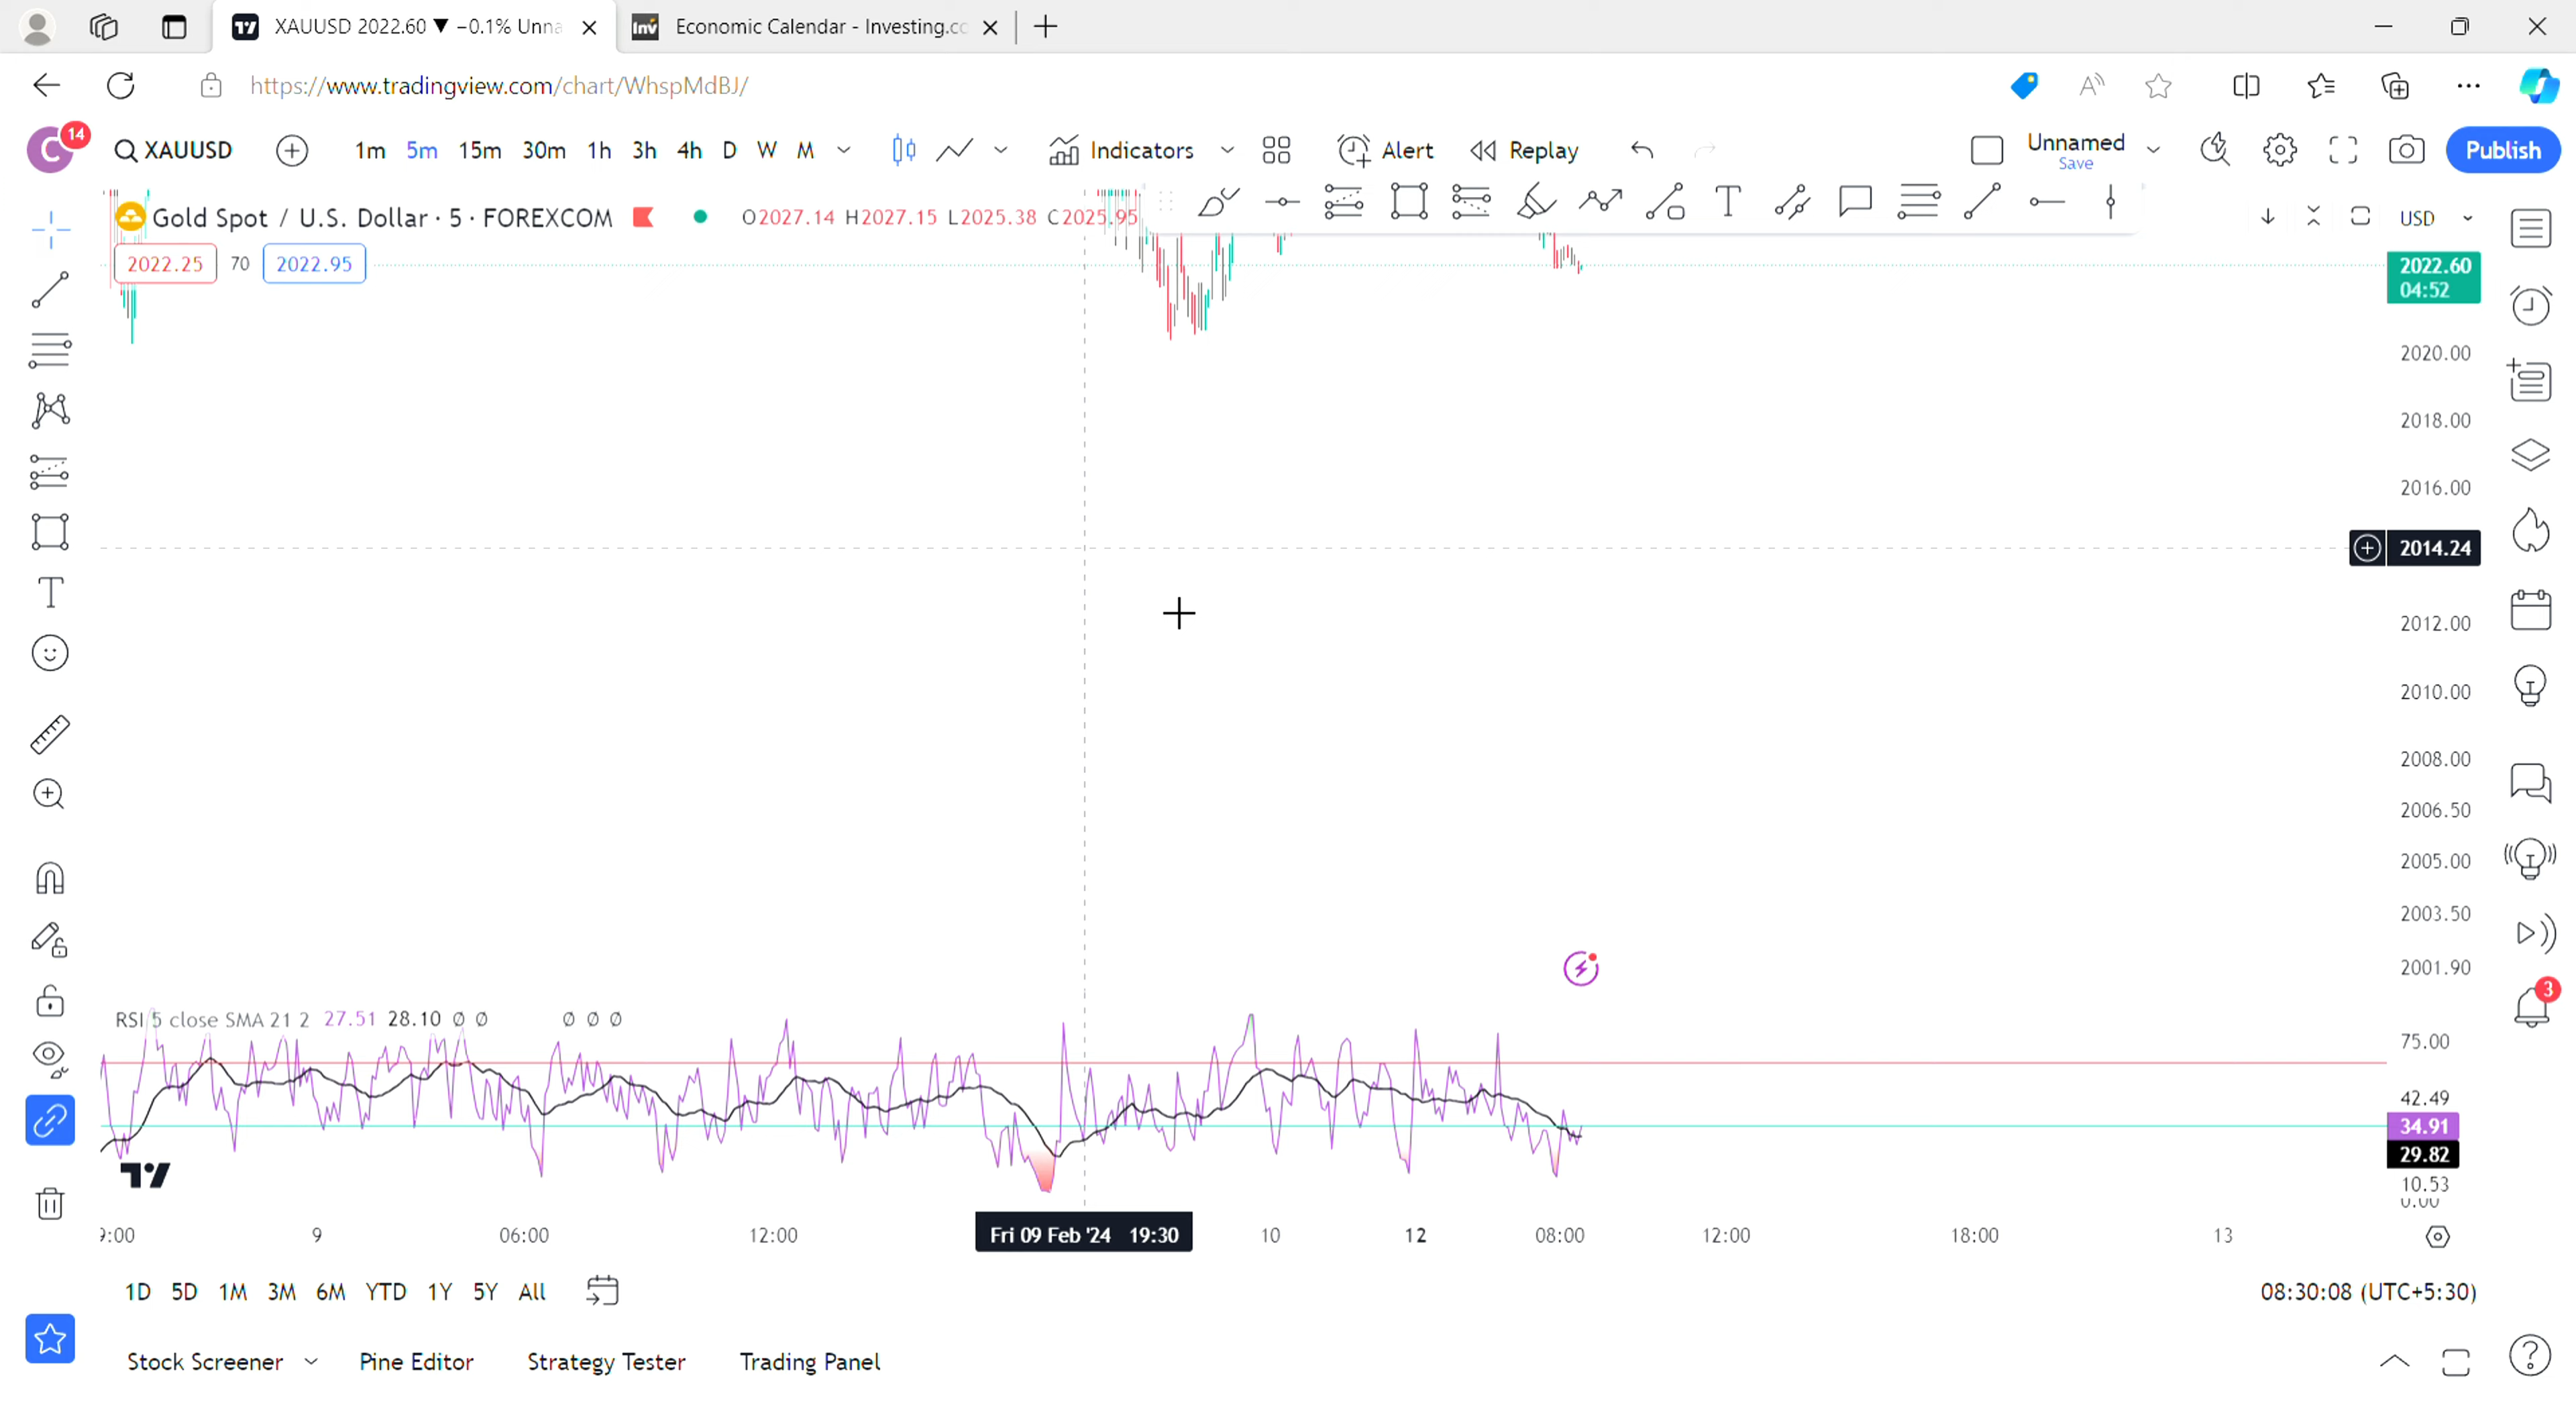 XAUUSD 2022.60 ▼ −0.1% Unna
Economic Calendar - Investing.co
https://www.tradingview.com/chart/WhspMdBJ/
C 14 XAUUSD 1m 5m 15m 30m 1h 3h 4h D W M Indicators Alert Replay Unnamed Save Publish
Gold Spot / U.S. Dollar · 5 · FOREXCOM O2027.14 H2027.15 L2025.38 C2025.95 USD
2022.25 70 2022.95
2022.60
04:52
2020.00
2018.00
2016.00
2014.24
2012.00
2010.00
2008.00
2006.50
2005.00
2003.50
2001.90
3
RSI 5 close SMA 21 2 27.51 28.10 ∅ ∅ ∅ ∅ ∅
75.00
42.49
34.91
29.82
10.53
0.00
9:00 9 06:00 12:00 Fri 09 Feb '24 19:30 10 12 08:00 12:00 18:00 13
1D 5D 1M 3M 6M YTD 1Y 5Y All 08:30:08 (UTC+5:30)
Stock Screener Pine Editor Strategy Tester Trading Panel